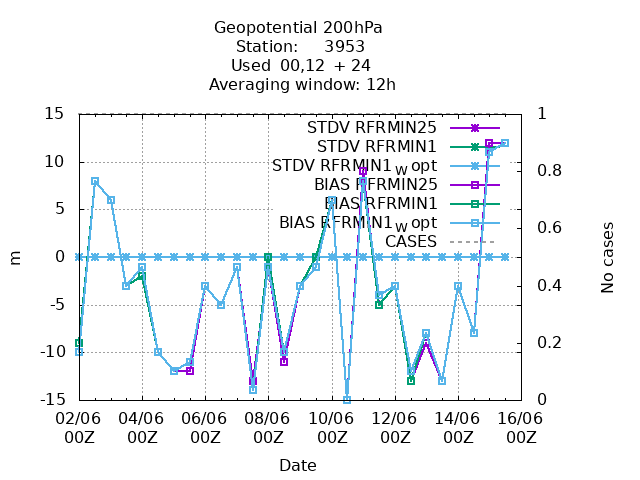 Geopotential 200hPa
Station: 3953
Used 00,12 + 24
Averaging window: 12h
STDV RFRMIN25
STDV RFRMIN1
STDV RFRMIN1w opt
BIAS RFRMIN25
BIAS RFRMIN1
BIAS RFRMIN1w opt
CASES
15
10
5
0
-5
-10
-15
m
1
0.8
0.6
0.4
0.2
0
No cases
02/06 04/06 06/06 08/06 10/06 12/06 14/06 16/06
00Z 00Z 00Z 00Z 00Z 00Z 00Z 00Z
Date